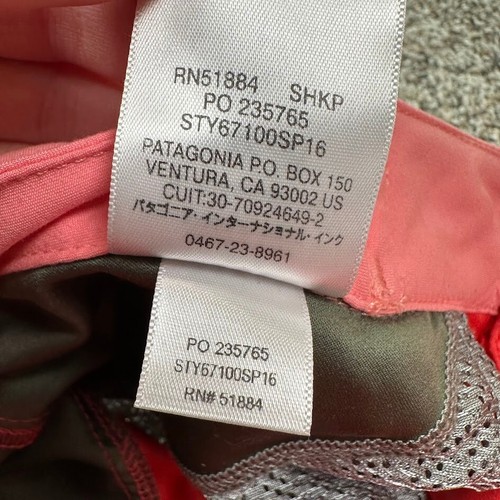 RN51884 SHKP
PO 235765
STY67100SP16
PATAGONIA P.O. BOX 150
VENTURA, CA 93002 US
CUIT:30-70924649-2
パタゴニア・インターナショナル・インク
0467-23-8961
PO 235765
STY67100SP16
RN# 51884